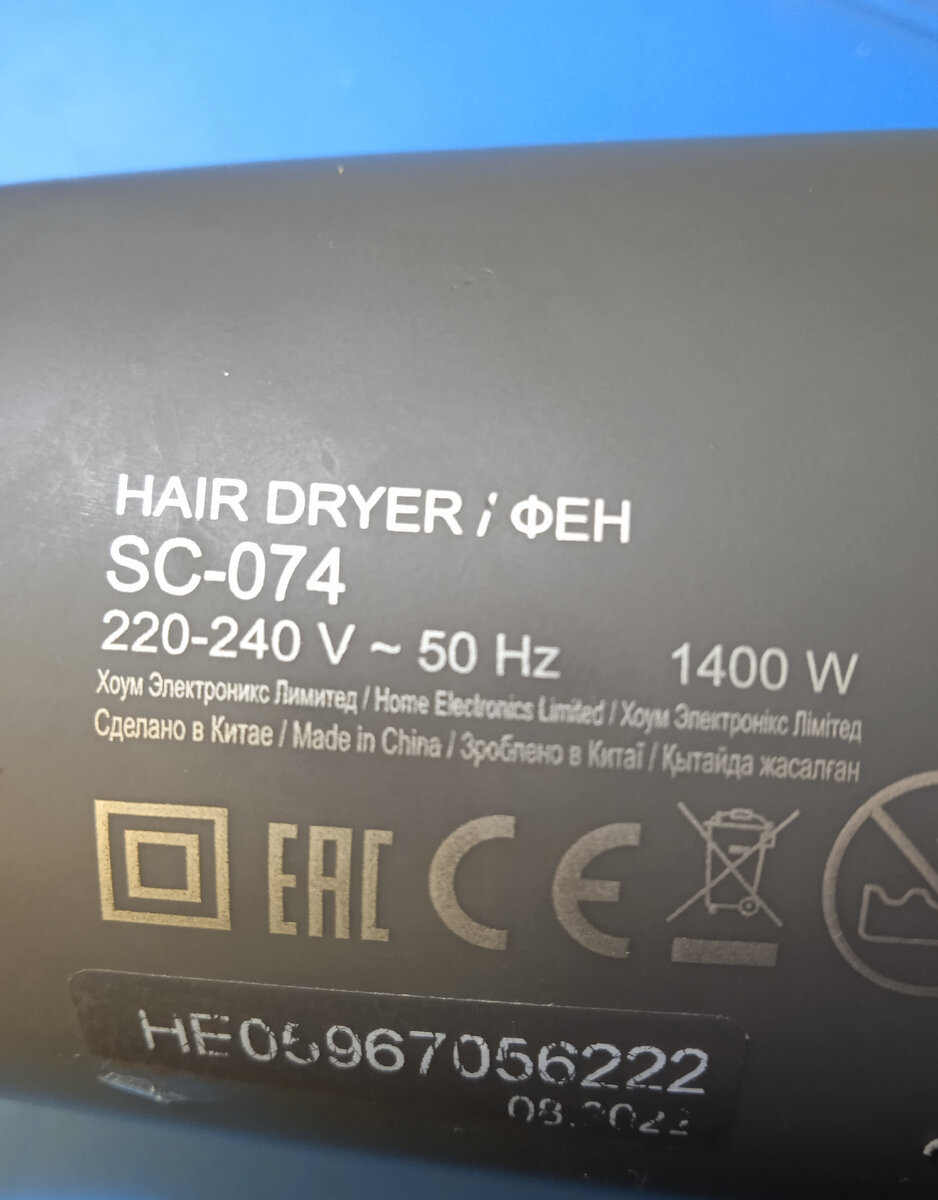 HAIR DRYER / ФЕН
SC-074
220-240 V ~ 50 Hz 1400 W
Хоум Электроникс Лимитед / Home Electronics Limited / Хоум Электронікс Лімітед
Сделано в Китае / Made in China / Зроблено в Китаї / Қытайда жасалған
EAC CE
HE05967056222